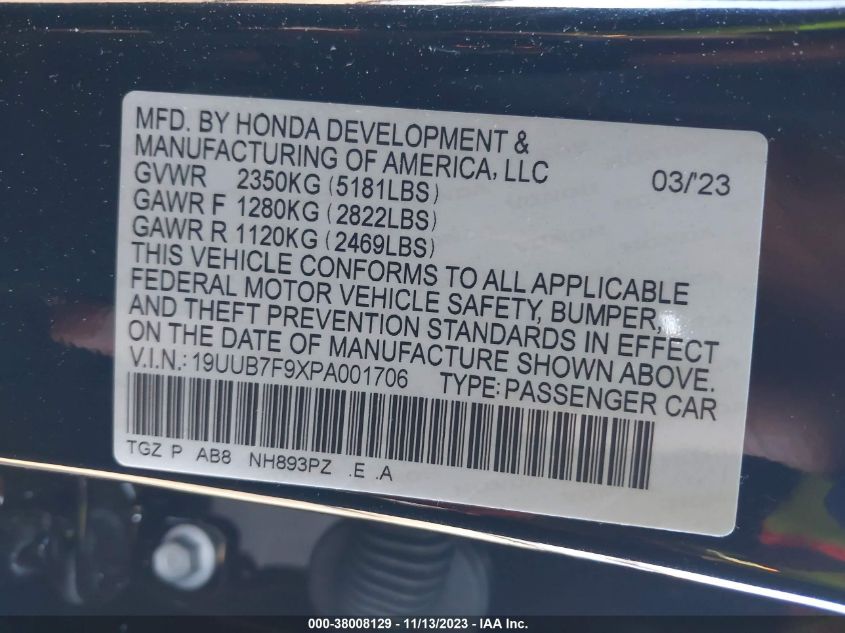 MFD. BY HONDA DEVELOPMENT &
MANUFACTURING OF AMERICA, LLC
GVWR 2350KG (5181LBS) 03/'23
GAWR F 1280KG (2822LBS)
GAWR R 1120KG (2469LBS)
THIS VEHICLE CONFORMS TO ALL APPLICABLE
FEDERAL MOTOR VEHICLE SAFETY, BUMPER,
AND THEFT PREVENTION STANDARDS IN EFFECT
ON THE DATE OF MANUFACTURE SHOWN ABOVE.
V.I.N.: 19UUB7F9XPA001706 TYPE: PASSENGER CAR
TGZ P AB8 NH893PZ .E .A
000-38008129 - 11/13/2023 - IAA Inc.